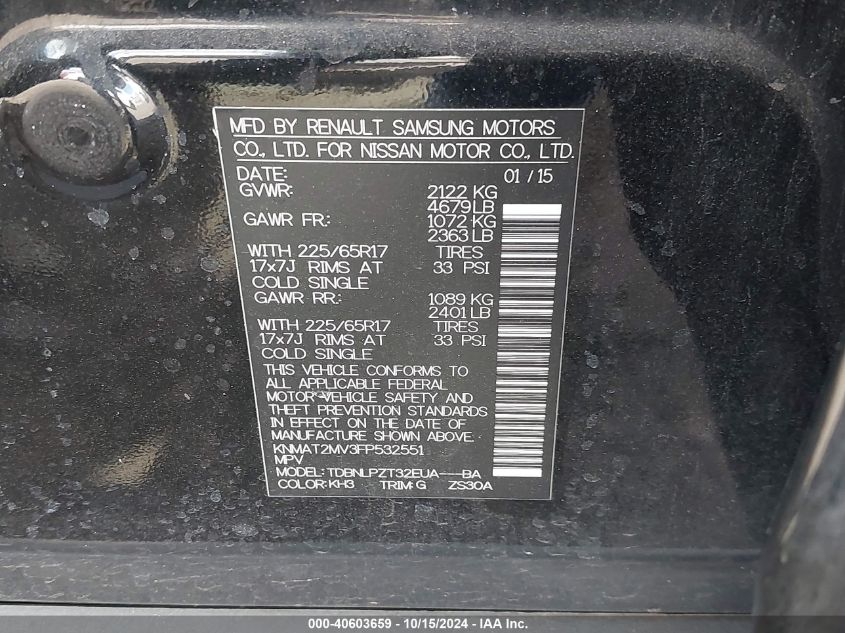 MFD BY RENAULT SAMSUNG MOTORS
CO., LTD. FOR NISSAN MOTOR CO., LTD.
DATE: 01 / 15
GVWR: 2122 KG
4679 LB
GAWR FR: 1072 KG
2363 LB
WITH 225/65R17 TIRES
17x7J RIMS AT 33 PSI
COLD SINGLE
GAWR RR: 1089 KG
2401 LB
WITH 225/65R17 TIRES
17x7J RIMS AT 33 PSI
COLD SINGLE
THIS VEHICLE CONFORMS TO
ALL APPLICABLE FEDERAL
MOTOR VEHICLE SAFETY AND
THEFT PREVENTION STANDARDS
IN EFFECT ON THE DATE OF
MANUFACTURE SHOWN ABOVE.
KNMAT2MV3FP532551
MPV
MODEL: TDBNLPZT32EUA---BA
COLOR: KH3 TRIM: G ZS30A
000-40603659 - 10/15/2024 - IAA Inc.